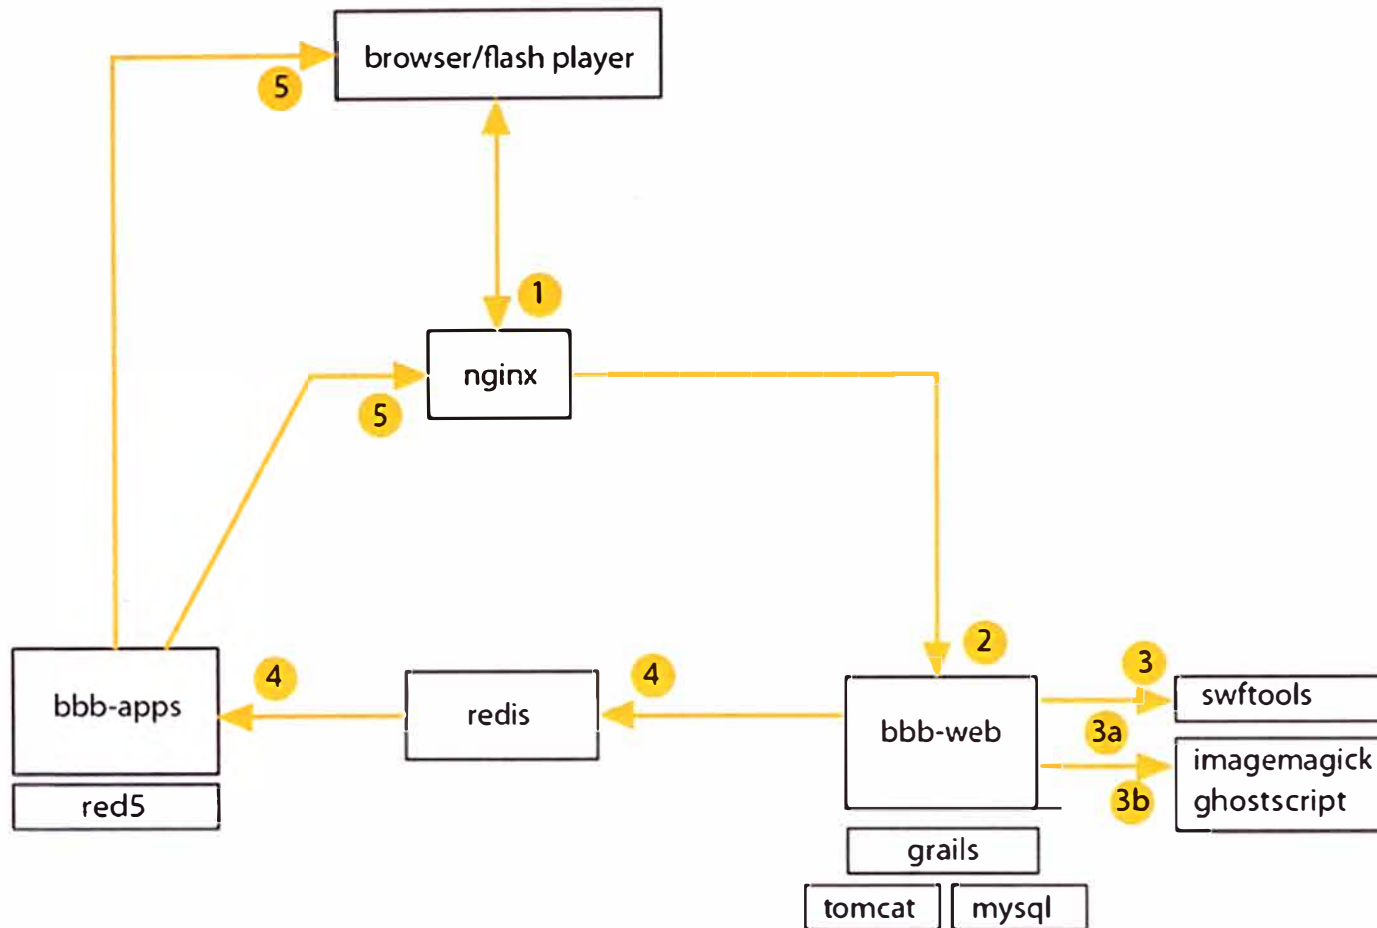 browser/flash player
5
1
nginx
5
2
3
swftools
4
4
bbb-apps
redis
bbb-web
3a
imagemagick
3b
ghostscript
red5
grails
tomcat
mysql